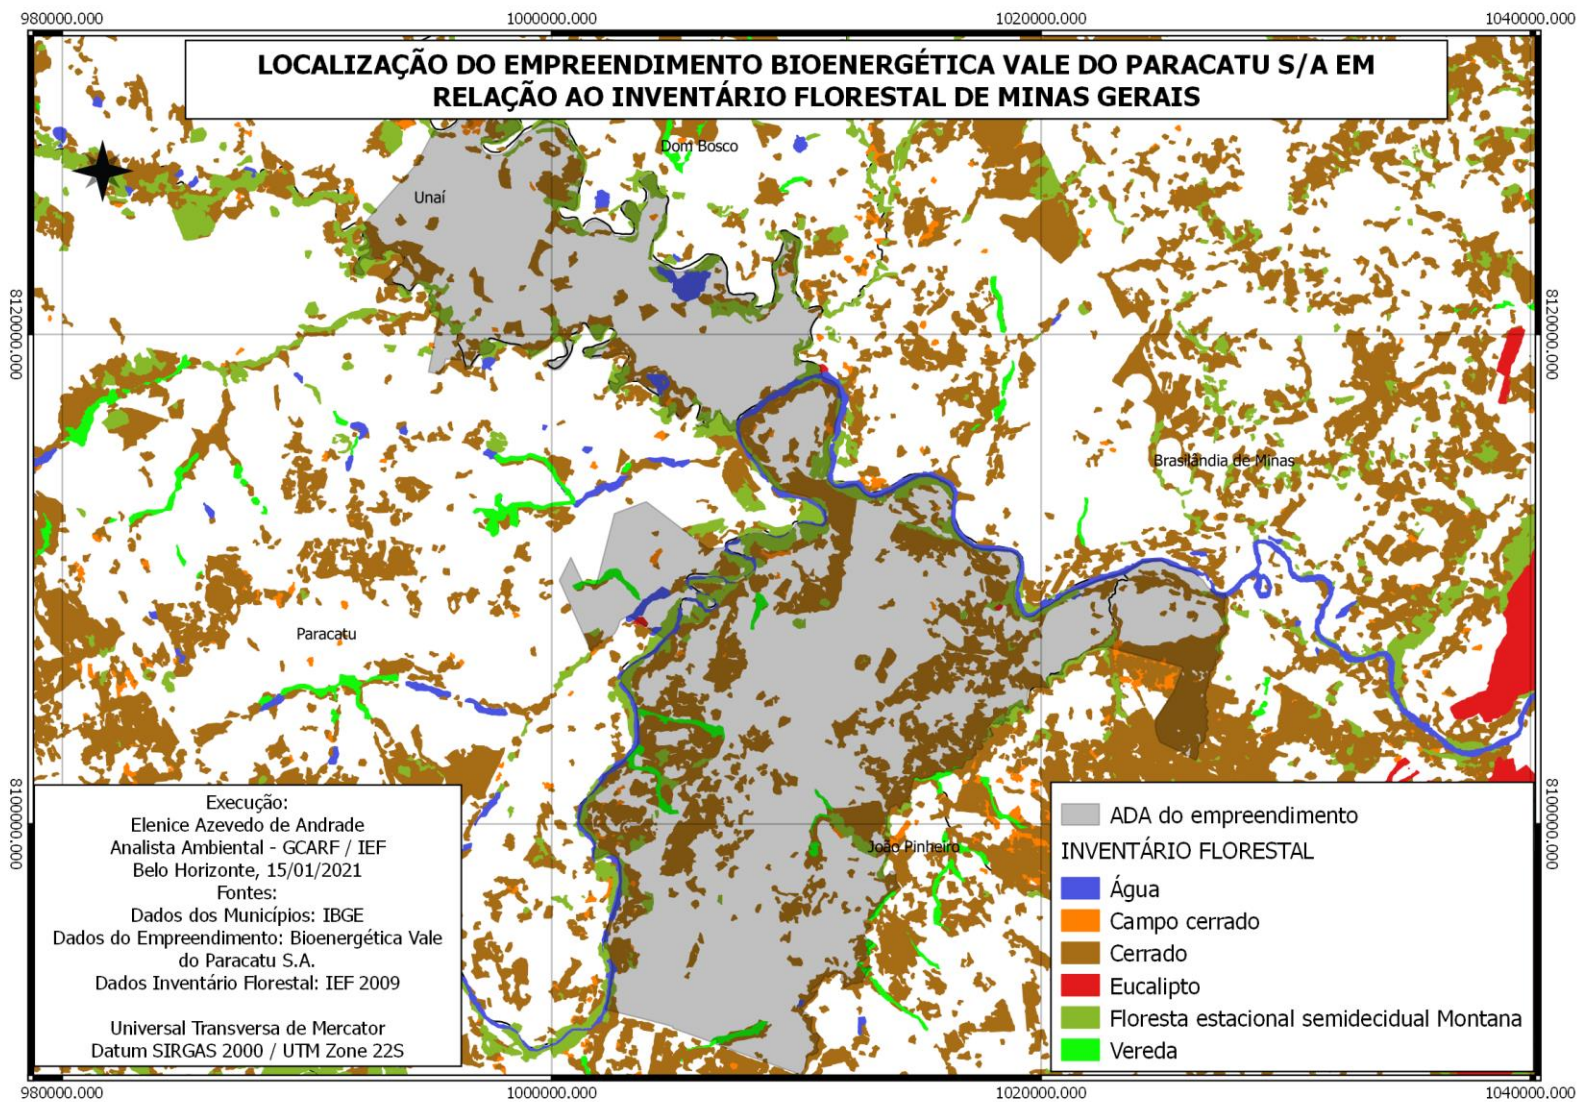 980000.000
1000000.000
1020000.000
1040000.000
LOCALIZAÇÃO DO EMPREENDIMENTO BIOENERGÉTICA VALE DO PARACATU S/A EM
RELAÇÃO AO INVENTÁRIO FLORESTAL DE MINAS GERAIS
Dom Bosco
Unaí
8120000.000
8120000.000
Brasilândia de Minas
Paracatu
João Pinheiro
8100000.000
8100000.000
Execução:
Elenice Azevedo de Andrade
Analista Ambiental - GCARF / IEF
Belo Horizonte, 15/01/2021
Fontes:
Dados dos Municípios: IBGE
Dados do Empreendimento: Bioenergética Vale
do Paracatu S.A.
Dados Inventário Florestal: IEF 2009
Universal Transversa de Mercator
Datum SIRGAS 2000 / UTM Zone 22S
ADA do empreendimento
INVENTÁRIO FLORESTAL
Água
Campo cerrado
Cerrado
Eucalipto
Floresta estacional semidecidual Montana
Vereda
980000.000
1000000.000
1020000.000
1040000.000